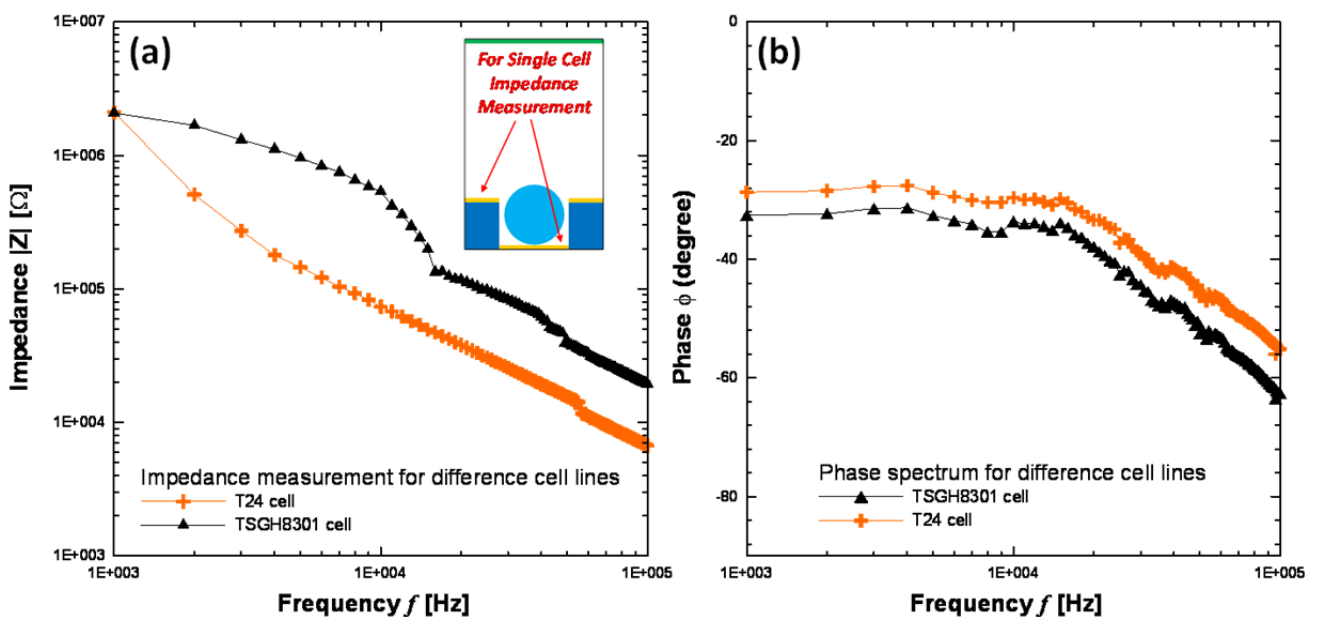 (a)
1E+007
1E+006
1E+005
1E+004
1E+003
Impedance |Z| [Ω]
For Single Cell
Impedance
Measurement
Impedance measurement for difference cell lines
T24 cell
TSGH8301 cell
1E+003
1E+004
1E+005
Frequency f [Hz]
(b)
0
-20
-40
-60
-80
Phase ϕ (degree)
Phase spectrum for difference cell lines
TSGH8301 cell
T24 cell
1E+003
1E+004
1E+005
Frequency f [Hz]